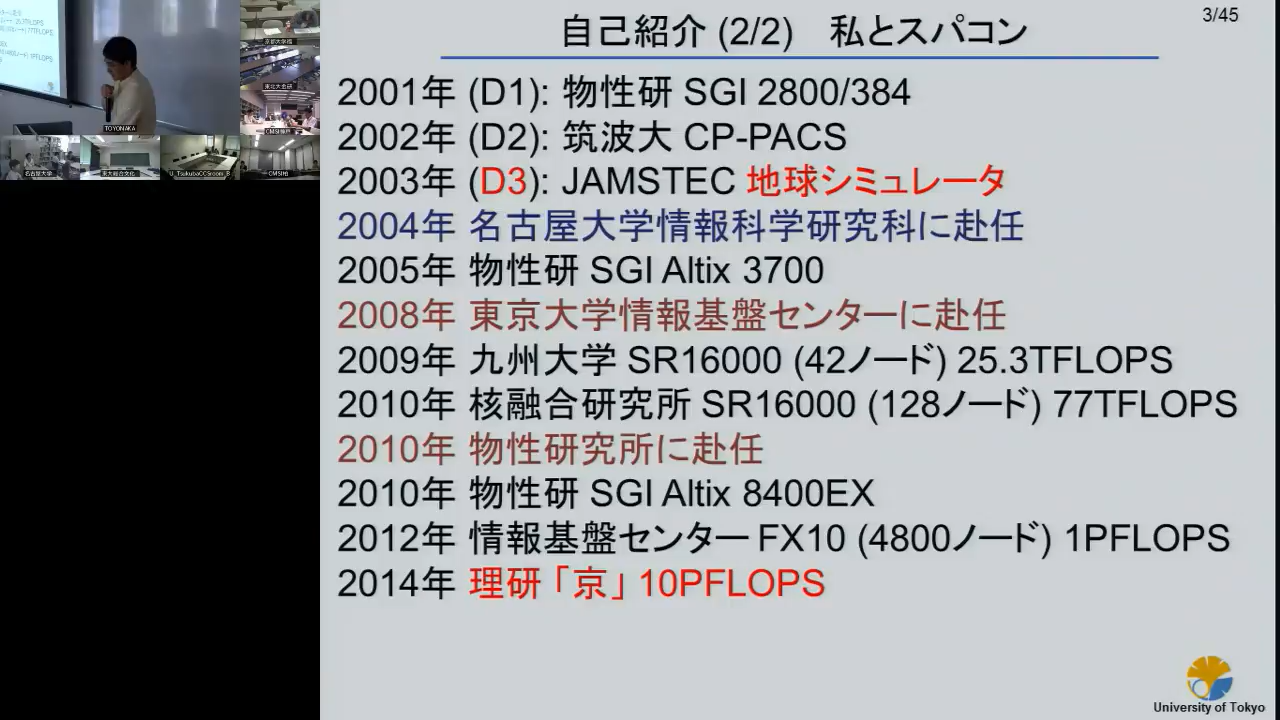 自己紹介 (2/2) 私とスパコン
3/45
2001年 (D1): 物性研 SGI 2800/384
2002年 (D2): 筑波大 CP-PACS
2003年 (D3): JAMSTEC 地球シミュレータ
2004年 名古屋大学情報科学研究科に赴任
2005年 物性研 SGI Altix 3700
2008年 東京大学情報基盤センターに赴任
2009年 九州大学 SR16000 (42ノード) 25.3TFLOPS
2010年 核融合研究所 SR16000 (128ノード) 77TFLOPS
2010年 物性研究所に赴任
2010年 物性研 SGI Altix 8400EX
2012年 情報基盤センター FX10 (4800ノード) 1PFLOPS
2014年 理研「京」10PFLOPS
University of Tokyo
TOYONAKA
名古屋大学
U_TsukubaCCSroom_B